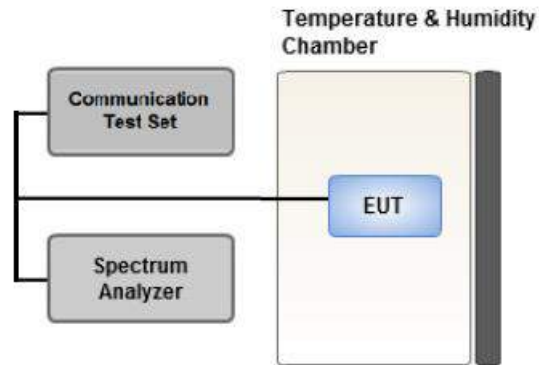 Temperature & Humidity
Chamber
Communication
Test Set
EUT
Spectrum
Analyzer